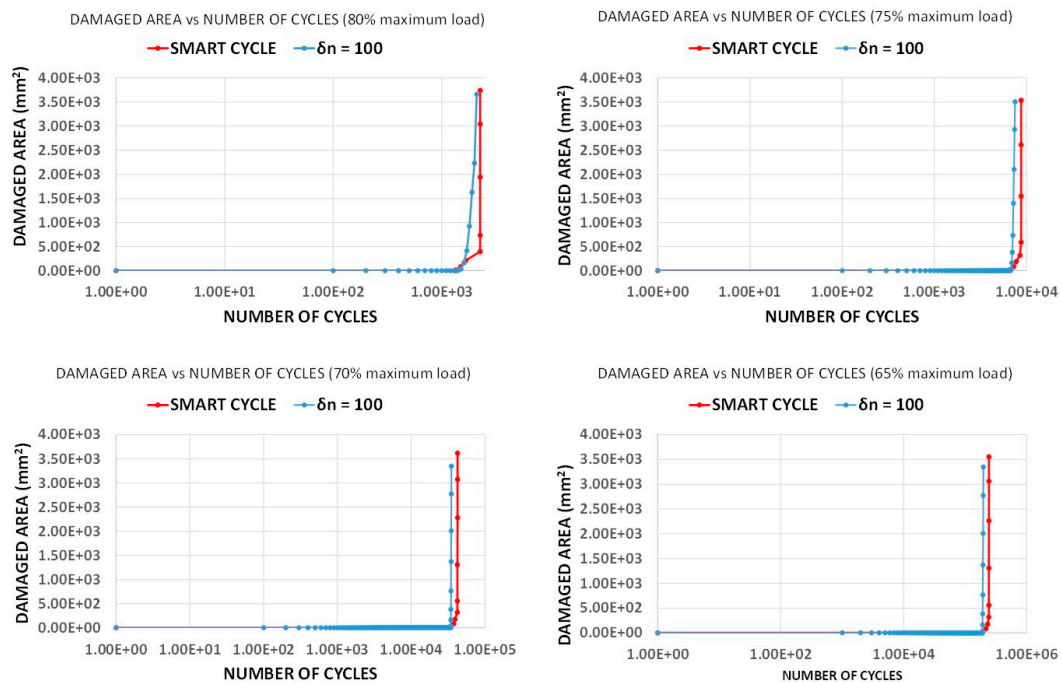 DAMAGED AREA vs NUMBER OF CYCLES (80% maximum load)
SMART CYCLE δn = 100
DAMAGED AREA (mm²)
4.00E+03
3.50E+03
3.00E+03
2.50E+03
2.00E+03
1.50E+03
1.00E+03
5.00E+02
0.00E+00
1.00E+00 1.00E+01 1.00E+02 1.00E+03
NUMBER OF CYCLES
DAMAGED AREA vs NUMBER OF CYCLES (75% maximum load)
SMART CYCLE δn = 100
DAMAGED AREA (mm²)
4.00E+03
3.50E+03
3.00E+03
2.50E+03
2.00E+03
1.50E+03
1.00E+03
5.00E+02
0.00E+00
1.00E+00 1.00E+01 1.00E+02 1.00E+03 1.00E+04
NUMBER OF CYCLES
DAMAGED AREA vs NUMBER OF CYCLES (70% maximum load)
SMART CYCLE δn = 100
DAMAGED AREA (mm²)
4.00E+03
3.50E+03
3.00E+03
2.50E+03
2.00E+03
1.50E+03
1.00E+03
5.00E+02
0.00E+00
1.00E+00 1.00E+01 1.00E+02 1.00E+03 1.00E+04 1.00E+05
NUMBER OF CYCLES
DAMAGED AREA vs NUMBER OF CYCLES (65% maximum load)
SMART CYCLE δn = 100
DAMAGED AREA (mm²)
4.00E+03
3.50E+03
3.00E+03
2.50E+03
2.00E+03
1.50E+03
1.00E+03
5.00E+02
0.00E+00
1.00E+00 1.00E+02 1.00E+04 1.00E+06
NUMBER OF CYCLES